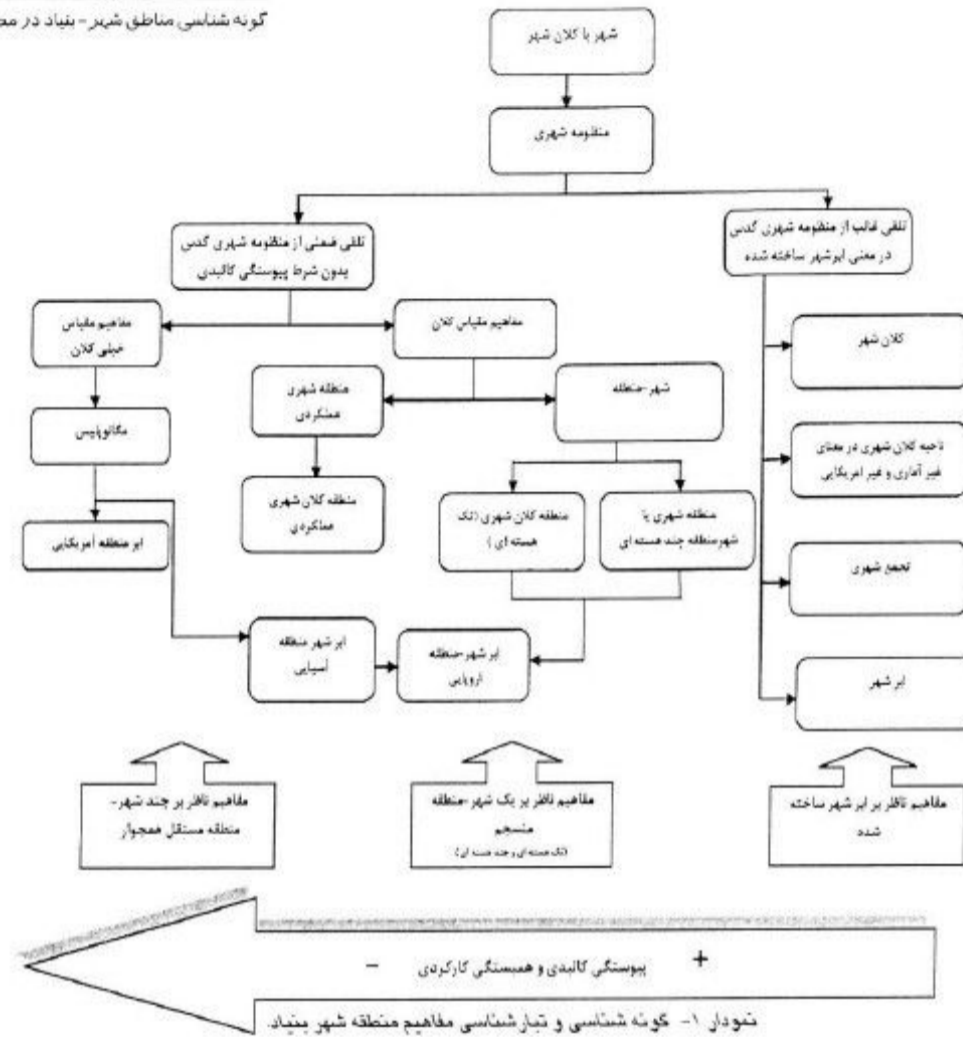 گونه شناسی مناطق شهر - بنیاد در
شهر یا کلان شهر
منظومه شهری
تلقی غالب از منظومه شهری گدس
در معنی ابرشهر ساخته شده
تلقی ضمنی از منظومه شهری گدس
بدون شرط پیوستگی کالبدی
کلان شهر
ناحیه کلان شهری در معنای
غیر آماری و غیر امریکایی
تجمع شهری
ابر شهر
مفاهیم مقیاس کلان
مفاهیم مقیاس
خیلی کلان
شهر-منطقه
منطقه شهری
عملکردی
مگالوپلیس
منطقه شهری یا
شهرمنطقه چند هسته ای
منطقه کلان شهری (تک
هسته ای )
منطقه کلان شهری
عملکردی
ابر منطقه آمریکایی
ابر شهر-منطقه
اروپایی
ابر شهر منطقه
آسیایی
مفاهیم ناظر بر ابر شهر ساخته
شده
مفاهیم ناظر بر یک شهر-منطقه
منسجم
(تک هسته ای و چند هسته ای)
مفاهیم ناظر بر چند شهر-
منطقه مستقل همجوار
+ پیوستگی کالبدی و همبستگی کارکردی -
نمودار ۱- گونه شناسی و تبار شناسی مفاهیم منطقه شهر بنیاد.